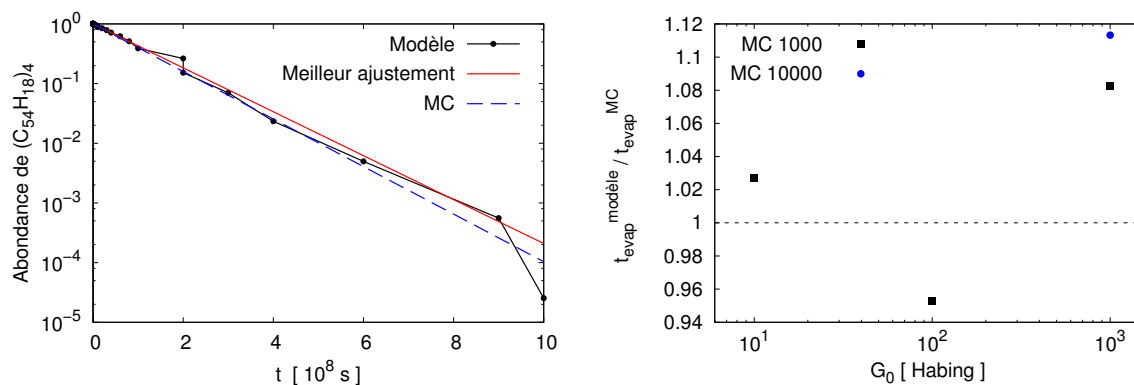 10^0
10^-1
10^-2
10^-3
10^-4
10^-5
Abondance de (C_54H_18)_4
Modèle
Meilleur ajustement
MC
0 2 4 6 8 10
t [ 10^8 s ]
1.12
1.1
1.08
1.06
1.04
1.02
1
0.98
0.96
0.94
t_evap^modèle / t_evap^MC
MC 1000
MC 10000
10^1 10^2 10^3
G_0 [ Habing ]